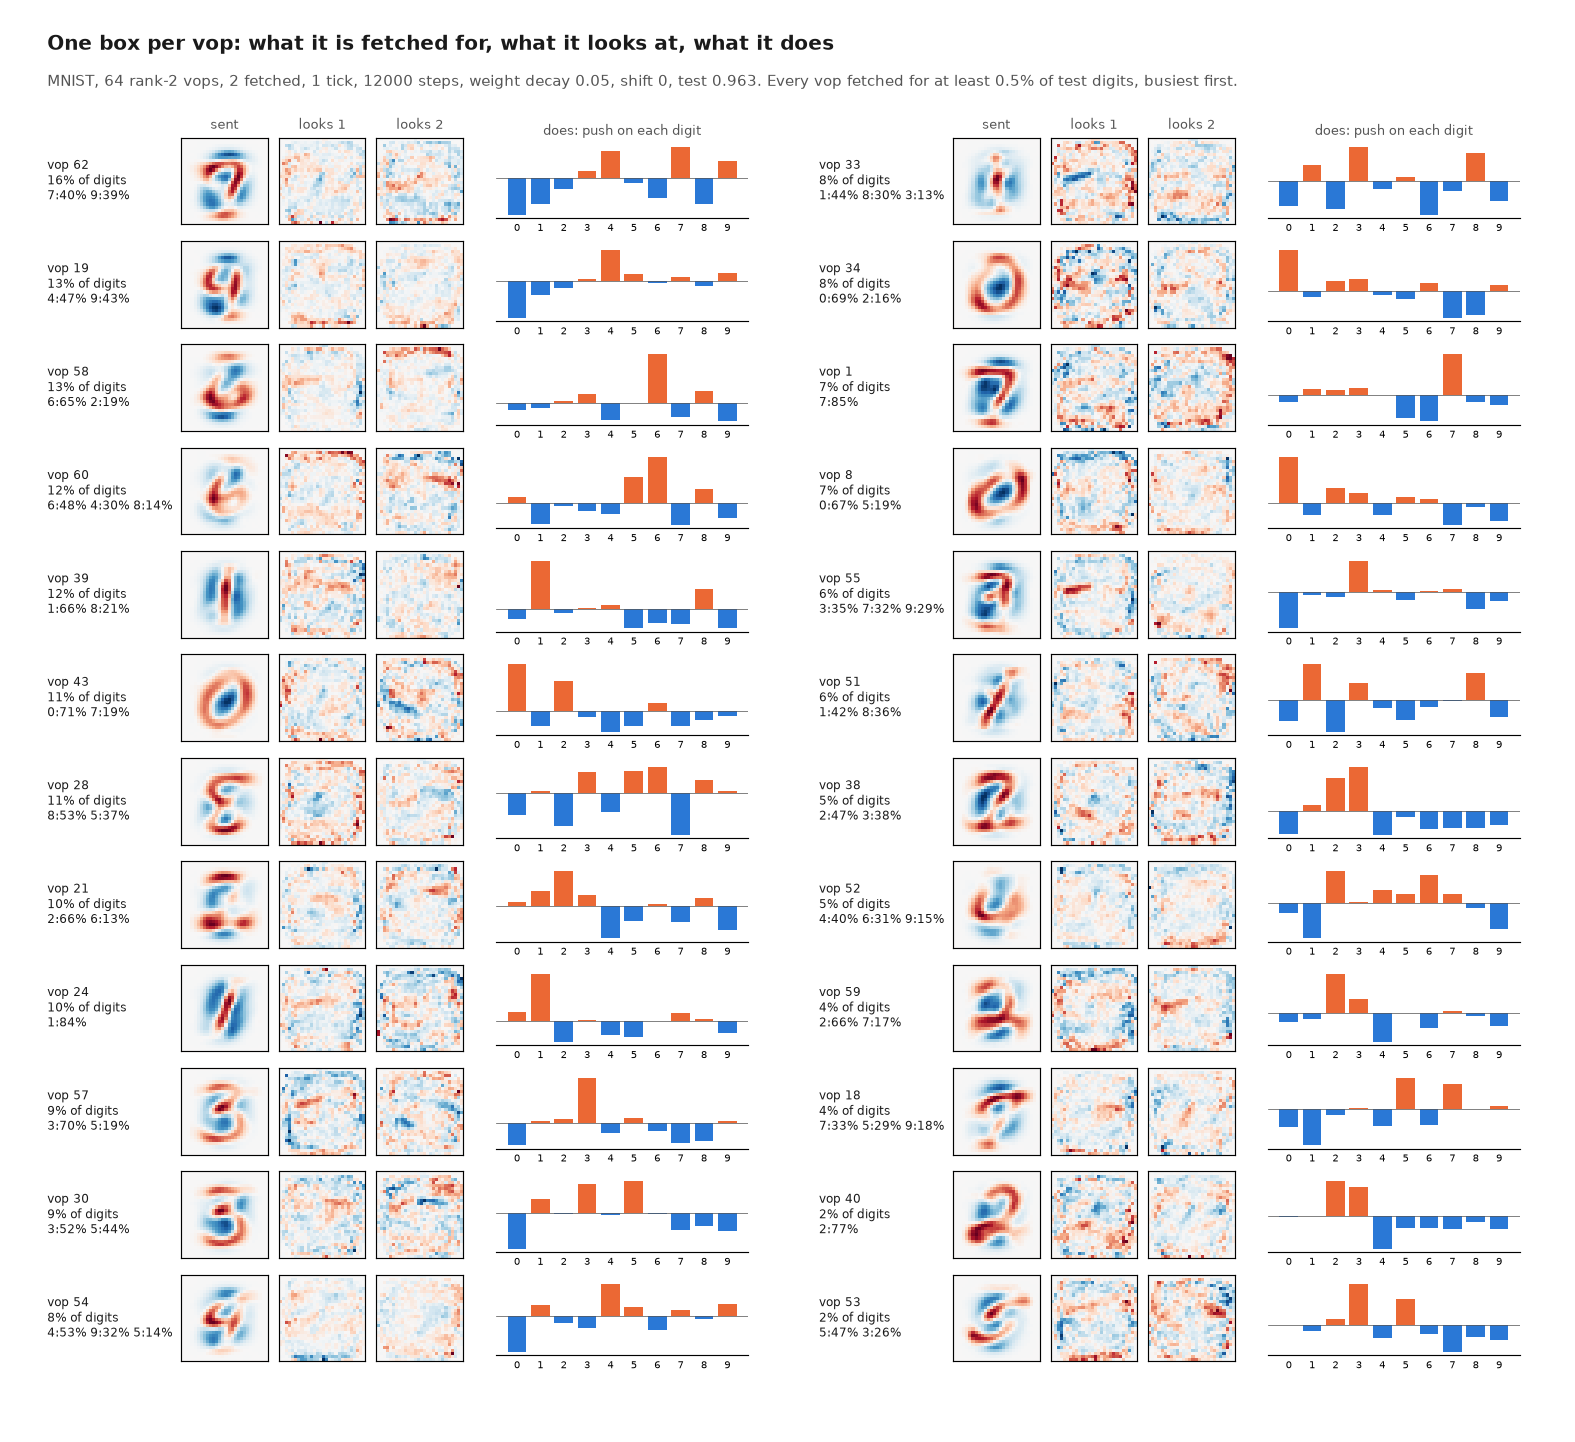 One box per vop: what it is fetched for, what it looks at, what it does
MNIST, 64 rank-2 vops, 2 fetched, 1 tick, 12000 steps, weight decay 0.05, shift 0, test 0.963. Every vop fetched for at least 0.5% of test digits, busiest first.
sent looks 1 looks 2 does: push on each digit
vop 62
16% of digits
7:40% 9:39%
0 1 2 3 4 5 6 7 8 9
vop 19
13% of digits
4:47% 9:43%
0 1 2 3 4 5 6 7 8 9
vop 58
13% of digits
6:65% 2:19%
0 1 2 3 4 5 6 7 8 9
vop 60
12% of digits
6:48% 4:30% 8:14%
0 1 2 3 4 5 6 7 8 9
vop 39
12% of digits
1:66% 8:21%
0 1 2 3 4 5 6 7 8 9
vop 43
11% of digits
0:71% 7:19%
0 1 2 3 4 5 6 7 8 9
vop 28
11% of digits
8:53% 5:37%
0 1 2 3 4 5 6 7 8 9
vop 21
10% of digits
2:66% 6:13%
0 1 2 3 4 5 6 7 8 9
vop 24
10% of digits
1:84%
0 1 2 3 4 5 6 7 8 9
vop 57
9% of digits
3:70% 5:19%
0 1 2 3 4 5 6 7 8 9
vop 30
9% of digits
3:52% 5:44%
0 1 2 3 4 5 6 7 8 9
vop 54
8% of digits
4:53% 9:32% 5:14%
0 1 2 3 4 5 6 7 8 9
sent looks 1 looks 2 does: push on each digit
vop 33
8% of digits
1:44% 8:30% 3:13%
0 1 2 3 4 5 6 7 8 9
vop 34
8% of digits
0:69% 2:16%
0 1 2 3 4 5 6 7 8 9
vop 1
7% of digits
7:85%
0 1 2 3 4 5 6 7 8 9
vop 8
7% of digits
0:67% 5:19%
0 1 2 3 4 5 6 7 8 9
vop 55
6% of digits
3:35% 7:32% 9:29%
0 1 2 3 4 5 6 7 8 9
vop 51
6% of digits
1:42% 8:36%
0 1 2 3 4 5 6 7 8 9
vop 38
5% of digits
2:47% 3:38%
0 1 2 3 4 5 6 7 8 9
vop 52
5% of digits
4:40% 6:31% 9:15%
0 1 2 3 4 5 6 7 8 9
vop 59
4% of digits
2:66% 7:17%
0 1 2 3 4 5 6 7 8 9
vop 18
4% of digits
7:33% 5:29% 9:18%
0 1 2 3 4 5 6 7 8 9
vop 40
2% of digits
2:77%
0 1 2 3 4 5 6 7 8 9
vop 53
2% of digits
5:47% 3:26%
0 1 2 3 4 5 6 7 8 9